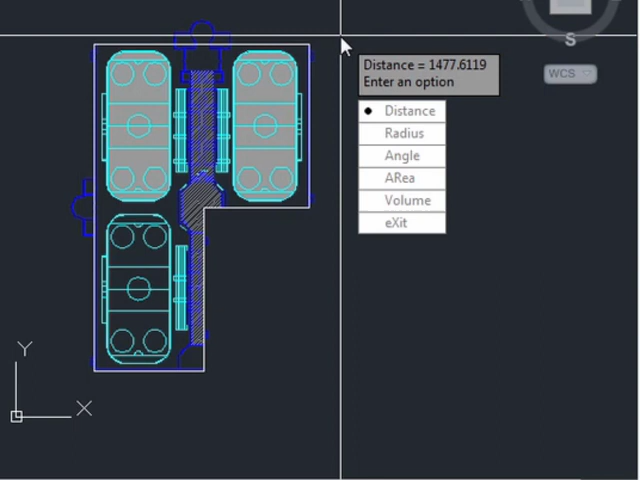 S
WCS
Distance = 1477.6119
Enter an option
Distance
Radius
Angle
ARea
Volume
eXit
Y
X